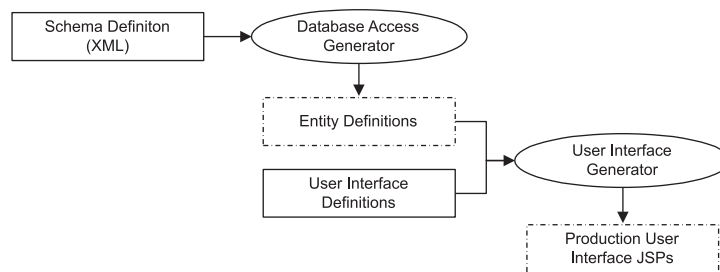 Schema Definiton
(XML)
Database Access
Generator
Entity Definitions
User Interface
Definitions
User Interface
Generator
Production User
Interface JSPs